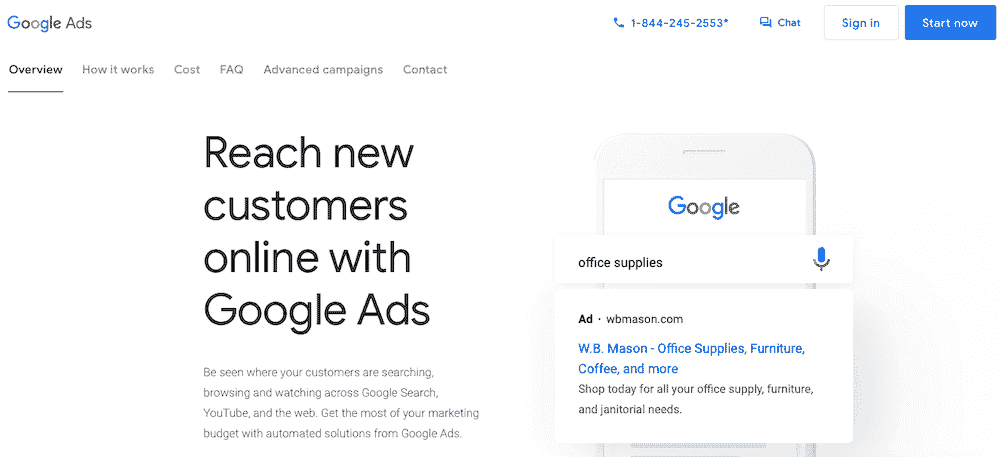 Google Ads
1-844-245-2553*
Chat
Sign in
Start now
Overview
How it works
Cost
FAQ
Advanced campaigns
Contact
Reach new
customers
online with
Google Ads
Be seen where your customers are searching,
browsing and watching across Google Search,
YouTube, and the web. Get the most of your marketing
budget with automated solutions from Google Ads.
Google
office supplies
Ad · wbmason.com
W.B. Mason - Office Supplies, Furniture,
Coffee, and more
Shop today for all your office supply, furniture,
and janitorial needs.